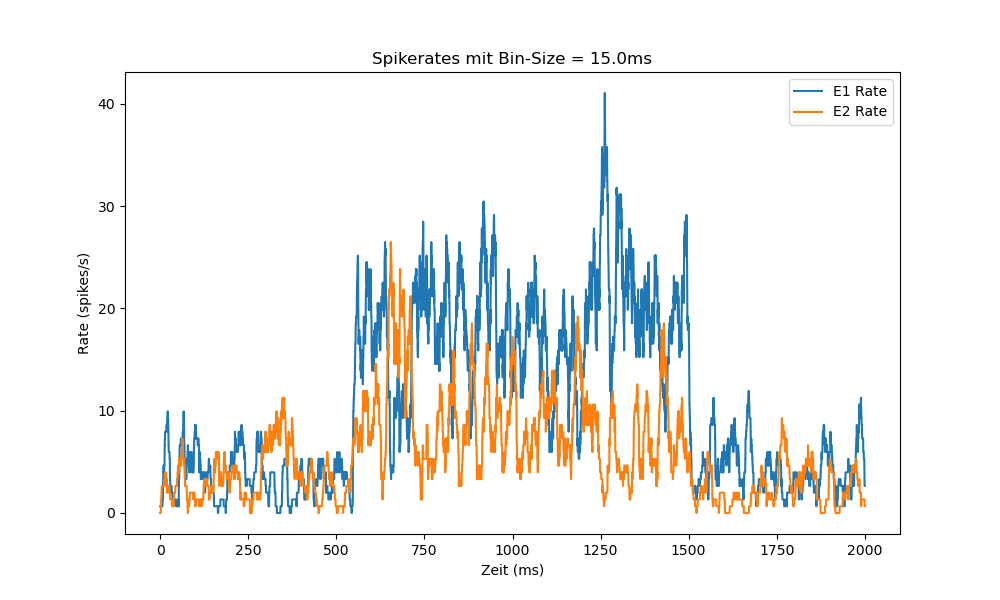 Spikerates mit Bin-Size = 15.0ms
E1 Rate
E2 Rate
Rate (spikes/s)
40
30
20
10
0
0 250 500 750 1000 1250 1500 1750 2000
Zeit (ms)